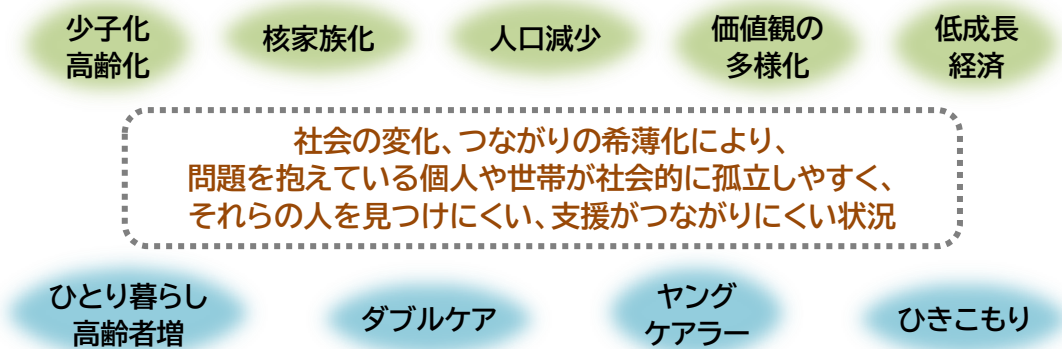 少子化
高齢化
核家族化
人口減少
価値観の
多様化
低成長
経済
社会の変化、つながりの希薄化により、
問題を抱えている個人や世帯が社会的に孤立しやすく、
それらの人を見つけにくい、支援がつながりにくい状況
ひとり暮らし
高齢者増
ダブルケア
ヤング
ケアラー
ひきこもり